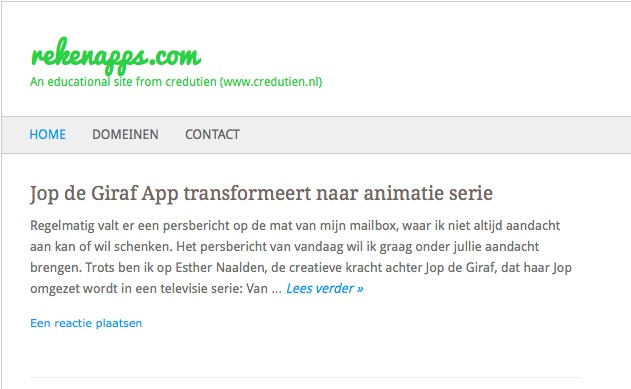 rekenapps.com
An educational site from credutien (www.credutien.nl)
HOME DOMEINEN CONTACT
Jop de Giraf App transformeert naar animatie serie
Regelmatig valt er een persbericht op de mat van mijn mailbox, waar ik niet altijd aandacht
aan kan of wil schenken. Het persbericht van vandaag wil ik graag onder jullie aandacht
brengen. Trots ben ik op Esther Naalden, de creatieve kracht achter Jop de Giraf, dat haar Jop
omgezet wordt in een televisie serie: Van ... Lees verder »
Een reactie plaatsen